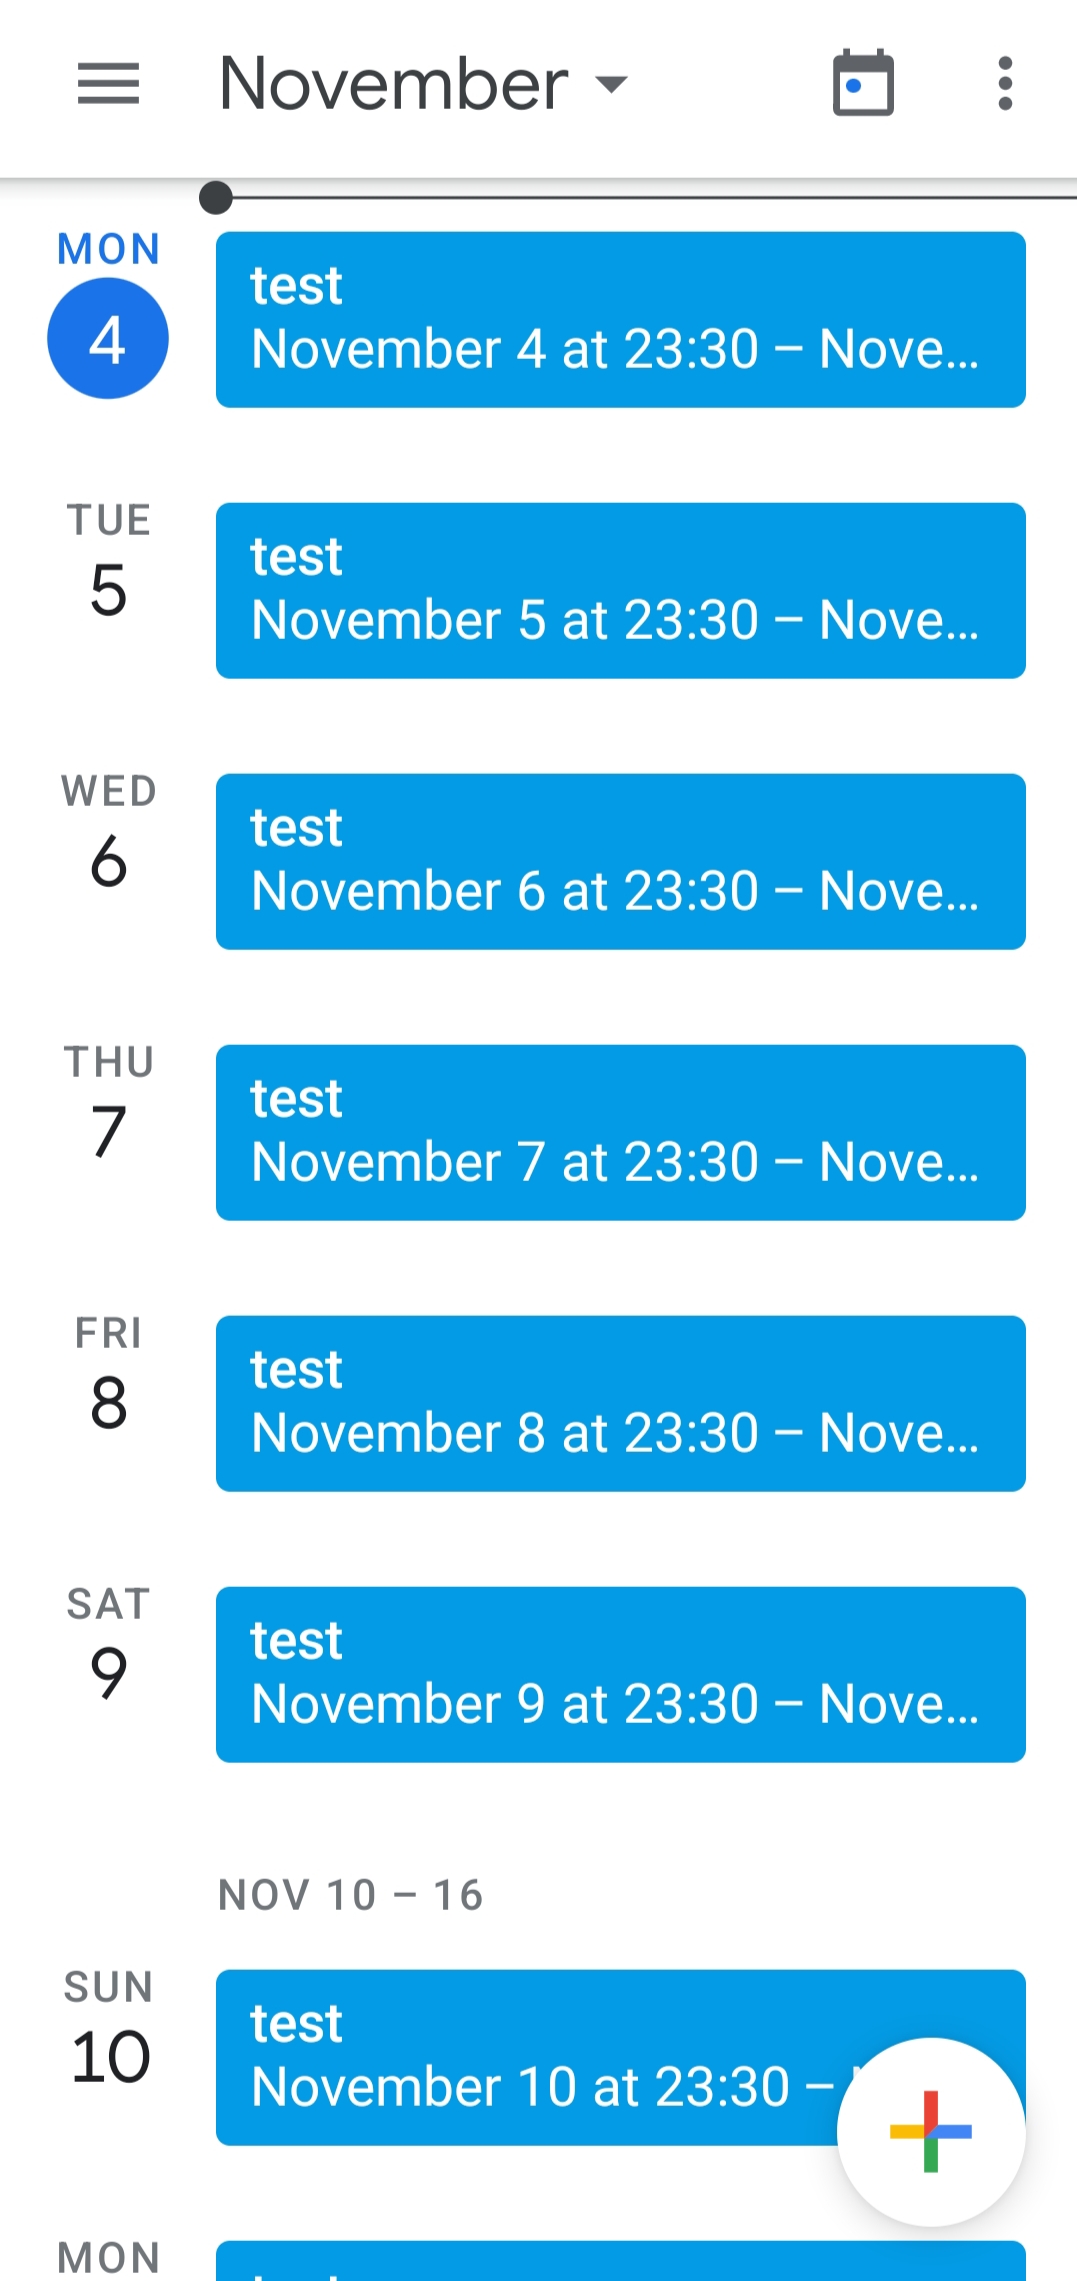 November
MON
4
test
November 4 at 23:30 – Nove...
TUE
5
test
November 5 at 23:30 – Nove...
WED
6
test
November 6 at 23:30 – Nove...
THU
7
test
November 7 at 23:30 – Nove...
FRI
8
test
November 8 at 23:30 – Nove...
SAT
9
test
November 9 at 23:30 – Nove...
NOV 10 – 16
SUN
10
test
November 10 at 23:30 –
MON